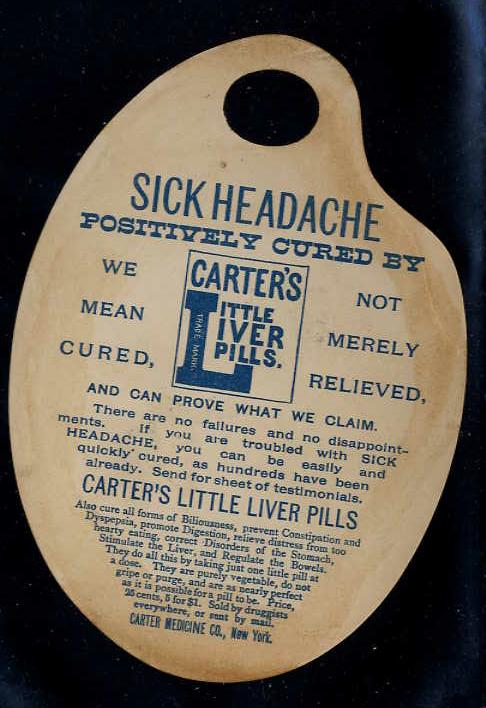 SICK HEADACHE
POSITIVELY CURED BY
WE
MEAN
CURED,
CARTER'S
LITTLE
LIVER
PILLS.
TRADE MARK.
NOT
MERELY
RELIEVED,
AND CAN PROVE WHAT WE CLAIM.
There are no failures and no disappoint-
ments. If you are troubled with SICK
HEADACHE, you can be easily and
quickly cured, as hundreds have been
already. Send for sheet of testimonials.
CARTER'S LITTLE LIVER PILLS
Also cure all forms of Biliousness, prevent Constipation and
Dyspepsia, promote Digestion, relieve distress from too
hearty eating, correct Disorders of the Stomach,
Stimulate the Liver, and Regulate the Bowels.
They do all this by taking just one little pill at
a dose. They are purely vegetable, do not
gripe or purge, and are as nearly perfect
as it is possible for a pill to be. Price,
25 cents, 5 for $1. Sold by druggists
everywhere, or sent by mail.
CARTER MEDICINE CO., New York.